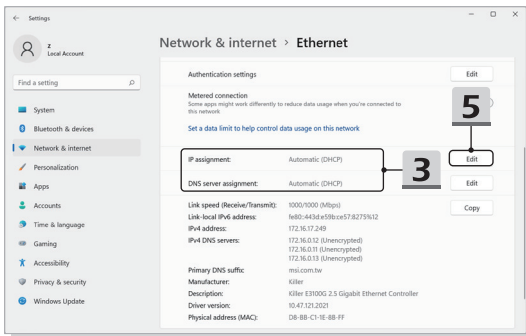 Settings
z
Local Account
Find a setting
System
Bluetooth & devices
Network & internet
Personalization
Apps
Accounts
Time & language
Gaming
Accessibility
Privacy & security
Windows Update
Network & internet > Ethernet
Authentication settings
Edit
Metered connection
Some apps might work differently to reduce data usage when you're connected to
this network
Set a data limit to help control data usage on this network
5
IP assignment: Automatic (DHCP)
Edit
3
DNS server assignment: Automatic (DHCP)
Edit
Link speed (Receive/Transmit): 1000/1000 (Mbps)
Copy
Link-local IPv6 address: fe80::443d:e59b:ce57:8275%12
IPv4 address: 172.16.17.249
IPv4 DNS servers: 172.16.0.12 (Unencrypted)
172.16.0.11 (Unencrypted)
172.16.0.13 (Unencrypted)
Primary DNS suffix: msi.com.tw
Manufacturer: Killer
Description: Killer E3100G 2.5 Gigabit Ethernet Controller
Driver version: 10.47.121.2021
Physical address (MAC): D8-BB-C1-1E-8B-FF